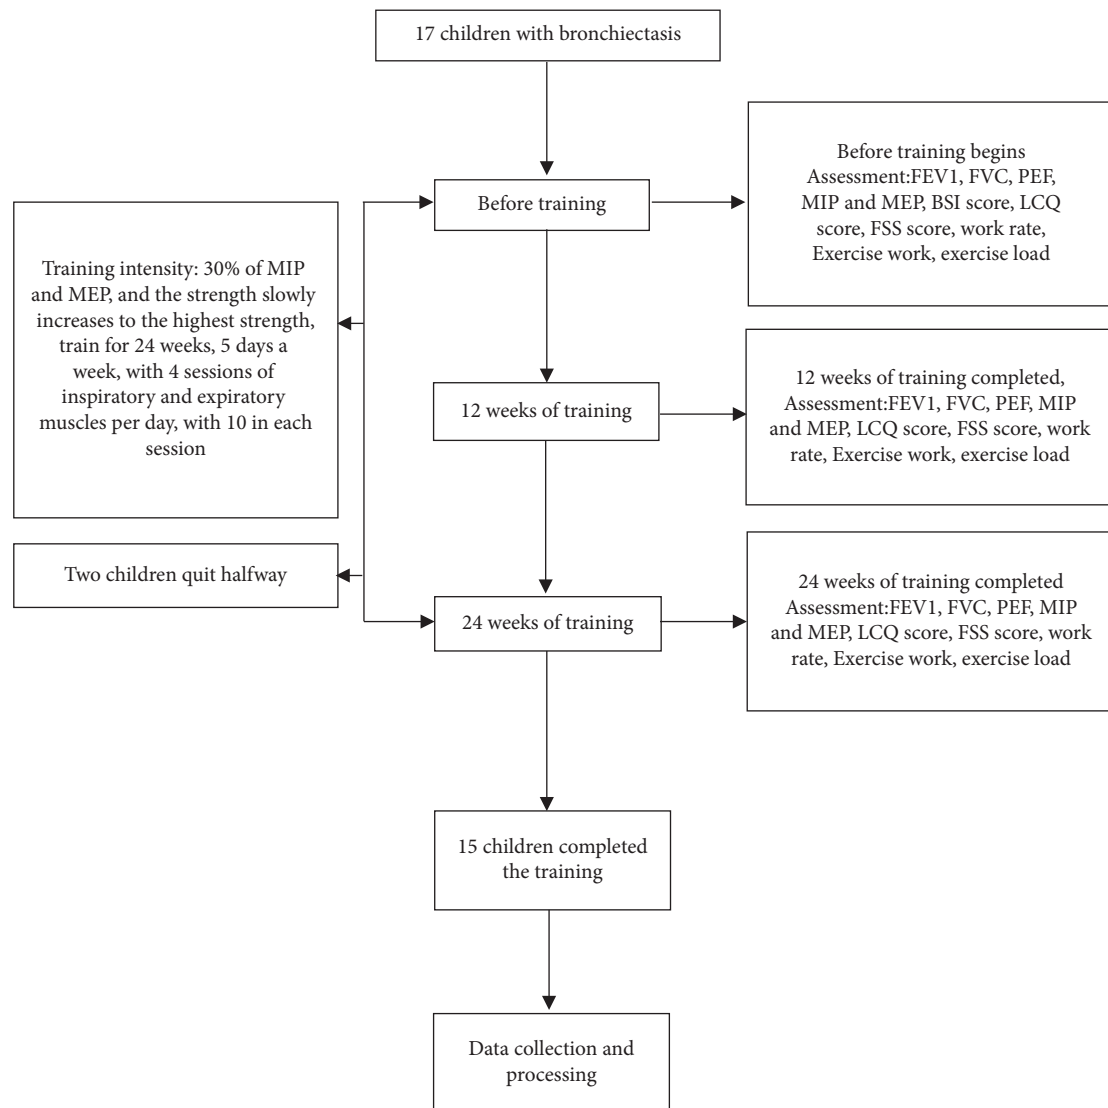 17 children with bronchiectasis
Before training begins
Assessment:FEV1, FVC, PEF,
MIP and MEP, BSI score, LCQ
score, FSS score, work rate,
Exercise work, exercise load
Before training
Training intensity: 30% of MIP
and MEP, and the strength slowly
increases to the highest strength,
train for 24 weeks, 5 days a
week, with 4 sessions of
inspiratory and expiratory
muscles per day, with 10 in each
session
12 weeks of training
12 weeks of training completed,
Assessment:FEV1, FVC, PEF, MIP
and MEP, LCQ score, FSS score, work
rate, Exercise work, exercise load
Two children quit halfway
24 weeks of training
24 weeks of training completed
Assessment:FEV1, FVC, PEF, MIP
and MEP, LCQ score, FSS score, work
rate, Exercise work, exercise load
15 children completed
the training
Data collection and
processing